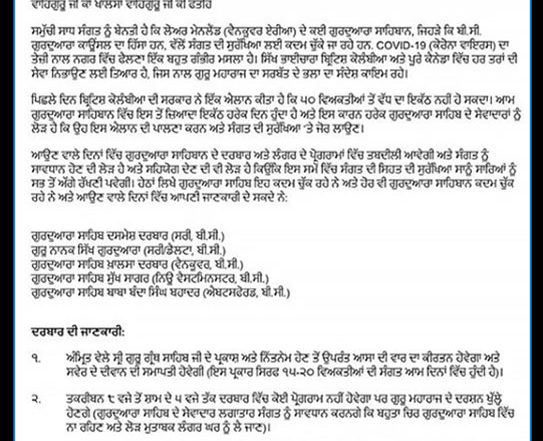 ਵਾਹਿਗੁਰੂ ਜੀ ਕਾ ਖਾਲਸਾ ਵਾਹਿਗੁਰੂ ਜੀ ਕੀ ਫਤਿਹ
ਸਮੁੱਚੀ ਸਾਧ ਸੰਗਤ ਨੂੰ ਬੇਨਤੀ ਹੈ ਕਿ ਲੋਅਰ ਮੇਨਲੈਂਡ (ਵੈਨਕੂਵਰ ਏਰੀਆ) ਦੇ ਕਈ ਗੁਰਦੁਆਰਾ ਸਾਹਿਬਾਨ, ਜਿਹੜੇ ਕਿ ਬੀ.ਸੀ.
ਗੁਰਦੁਆਰਾ ਕਾਊਂਸਲ ਦਾ ਹਿੱਸਾ ਹਨ, ਵੱਲੋਂ ਸੰਗਤ ਦੀ ਸੁਰੱਖਿਆ ਲਈ ਕਦਮ ਚੁੱਕੇ ਜਾ ਰਹੇ ਹਨ. COVID-19 (ਕੋਰੋਨਾ ਵਾਇਰਸ) ਦਾ
ਤੇਜ਼ੀ ਨਾਲ ਨਗਰ ਵਿੱਚ ਫੈਲਣਾ ਇੱਕ ਬਹੁਤ ਗੰਭੀਰ ਮਸਲਾ ਹੈ। ਸਿੱਖ ਭਾਈਚਾਰਾ ਬ੍ਰਿਟਿਸ਼ ਕੋਲੰਬੀਆ ਅਤੇ ਪੂਰੇ ਕੈਨੇਡਾ ਵਿੱਚ ਹਰ ਤਰਾਂ ਦੀ
ਸੇਵਾ ਨਿਭਾਉਣ ਲਈ ਤਿਆਰ ਹੈ, ਜਿਸ ਨਾਲ ਗੁਰੂ ਮਹਾਰਾਜ ਦਾ ਸਰਬੱਤ ਦੇ ਭਲਾ ਦਾ ਸੰਦੇਸ਼ ਕਾਇਮ ਰਹੇ।
ਪਿਛਲੇ ਦਿਨ ਬ੍ਰਿਟਿਸ਼ ਕੋਲੰਬੀਆ ਦੀ ਸਰਕਾਰ ਨੇ ਇੱਕ ਐਲਾਨ ਕੀਤਾ ਹੈ ਕਿ ੫੦ ਵਿਅਕਤੀਆਂ ਤੋਂ ਵੱਧ ਦਾ ਇਕੱਠ ਨਹੀਂ ਹੋ ਸਕਦਾ। ਆਮ
ਗੁਰਦੁਆਰਾ ਸਾਹਿਬਾਨ ਵਿੱਚ ਇਸ ਤੋਂ ਜ਼ਿਆਦਾ ਇਕੱਠ ਹਰੇਕ ਦਿਨ ਹੁੰਦਾ ਹੈ ਅਤੇ ਇਸ ਕਾਰਨ ਹਰੇਕ ਗੁਰਦੁਆਰਾ ਸਾਹਿਬ ਦੇ ਸੇਵਾਦਾਰਾਂ ਨੂੰ
ਲੋੜ ਹੈ ਕਿ ਉਹ ਇਸ ਐਲਾਨ ਦੀ ਪਾਲਣਾ ਕਰਨ ਅਤੇ ਸੰਗਤ ਦੀ ਸੁਰੱਖਿਆ 'ਤੇ ਜ਼ੋਰ ਲਾਉਣ।
ਆਉਣ ਵਾਲੇ ਦਿਨਾਂ ਵਿੱਚ ਗੁਰਦੁਆਰਾ ਸਾਹਿਬਾਨ ਦੇ ਦਰਬਾਰ ਅਤੇ ਲੰਗਰ ਦੇ ਪ੍ਰੋਗਰਾਮਾਂ ਵਿੱਚ ਤਬਦੀਲੀ ਆਵੇਗੀ ਅਤੇ ਸੰਗਤ ਨੂੰ
ਸਾਵਧਾਨ ਹੋਣ ਦੀ ਲੋੜ ਹੈ ਅਤੇ ਸਹਿਯੋਗ ਦੇਣ ਦੀ ਵੀ ਲੋੜ ਹੈ ਕਿਉਂਕਿ ਇਸ ਸਮੇਂ ਵਿੱਚ ਸੰਗਤ ਦੀ ਸਿਹਤ ਦੀ ਸੁਰੱਖਿਆ ਸਾਨੂੰ ਸਾਰਿਆਂ ਨੂੰ
ਸਭ ਤੋਂ ਅੱਗੇ ਰੱਖਣੀ ਪਵੇਗੀ। ਹੇਠਾਂ ਲਿਖੇ ਗੁਰਦੁਆਰਾ ਸਾਹਿਬ ਇਹ ਕਦਮ ਚੁੱਕ ਰਹੇ ਨੇ ਅਤੇ ਹੋਰ ਵੀ ਗੁਰਦੁਆਰਾ ਸਾਹਿਬਾਨ ਕਦਮ ਚੁੱਕ
ਰਹੇ ਨੇ ਅਤੇ ਆਉਣ ਵਾਲੇ ਦਿਨਾਂ ਵਿੱਚ ਆਪਣੀ ਜਾਣਕਾਰੀ ਦੇ ਸਕਦੇ ਨੇ:
ਗੁਰਦੁਆਰਾ ਸਾਹਿਬ ਦਸਮੇਸ਼ ਦਰਬਾਰ (ਸਰੀ, ਬੀ.ਸੀ.)
ਗੁਰੂ ਨਾਨਕ ਸਿੱਖ ਗੁਰਦੁਆਰਾ (ਸਰੀ/ਡੈਲਟਾ, ਬੀ.ਸੀ.)
ਗੁਰਦੁਆਰਾ ਸਾਹਿਬ ਖ਼ਾਲਸਾ ਦਰਬਾਰ (ਵੈਨਕੂਵਰ, ਬੀ.ਸੀ.)
ਗੁਰਦੁਆਰਾ ਸਾਹਿਬ ਸੁੱਖ ਸਾਗਰ (ਨਿਊ ਵੈਸਟਮਿਨਸਟਰ, ਬੀ.ਸੀ.)
ਗੁਰਦੁਆਰਾ ਸਾਹਿਬ ਬਾਬਾ ਬੰਦਾ ਸਿੰਘ ਬਹਾਦਰ (ਐਬਟਸਫੋਰਡ, ਬੀ.ਸੀ.)
ਦਰਬਾਰ ਦੀ ਜਾਣਕਾਰੀ:
੧. ਅੰਮ੍ਰਿਤ ਵੇਲੇ ਸ੍ਰੀ ਗੁਰੂ ਗ੍ਰੰਥ ਸਾਹਿਬ ਜੀ ਦੇ ਪ੍ਰਕਾਸ਼ ਅਤੇ ਨਿੱਤਨੇਮ ਹੋਣ ਤੋਂ ਉਪਰੰਤ ਆਸਾ ਦੀ ਵਾਰ ਦਾ ਕੀਰਤਨ ਹੋਵੇਗਾ ਅਤੇ
ਸਵੇਰ ਦੇ ਦੀਵਾਨ ਦੀ ਸਮਾਪਤੀ ਹੋਵੇਗੀ (ਇਸ ਪ੍ਰਕਾਰ ਸਿਰਫ ੧੫-੨੦ ਵਿਅਕਤੀਆਂ ਦੀ ਸੰਗਤ ਆਮ ਦਿਨਾਂ ਵਿੱਚ ਹੁੰਦੀ ਹੈ)।
੨. ਤਕਰੀਬਨ ੮ ਵਜੇ ਤੋਂ ਸ਼ਾਮ ਦੇ ੫ ਵਜੇ ਤੱਕ ਦਰਬਾਰ ਵਿੱਚ ਕੋਈ ਪ੍ਰੋਗਰਾਮ ਨਹੀਂ ਹੋਵੇਗਾ ਪਰ ਗੁਰੂ ਮਹਾਰਾਜ ਦੇ ਦਰਸ਼ਨ ਖੁੱਲ੍ਹੇ
ਹੋਣਗੇ (ਗੁਰਦੁਆਰਾ ਸਾਹਿਬ ਦੇ ਸੇਵਾਦਾਰ ਲਗਾਤਾਰ ਸੰਗਤ ਨੂੰ ਸਾਵਧਾਨ ਕਰਨਗੇ ਕਿ ਬਹੁਤਾ ਚਿਰ ਗੁਰਦੁਆਰਾ ਸਾਹਿਬ ਵਿੱਚ
ਨਾ ਰਹਿਣ ਅਤੇ ਲੋੜ ਮੁਤਾਬਕ ਲੰਗਰ ਘਰ ਨੂੰ ਲੈ ਜਾਣ)।